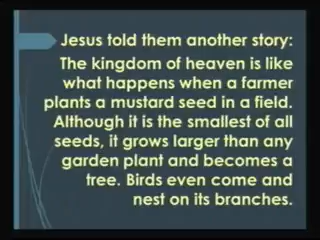 Jesus told them another story:
The kingdom of heaven is like
what happens when a farmer
plants a mustard seed in a field.
Although it is the smallest of all
seeds, it grows larger than any
garden plant and becomes a
tree. Birds even come and
nest on its branches.